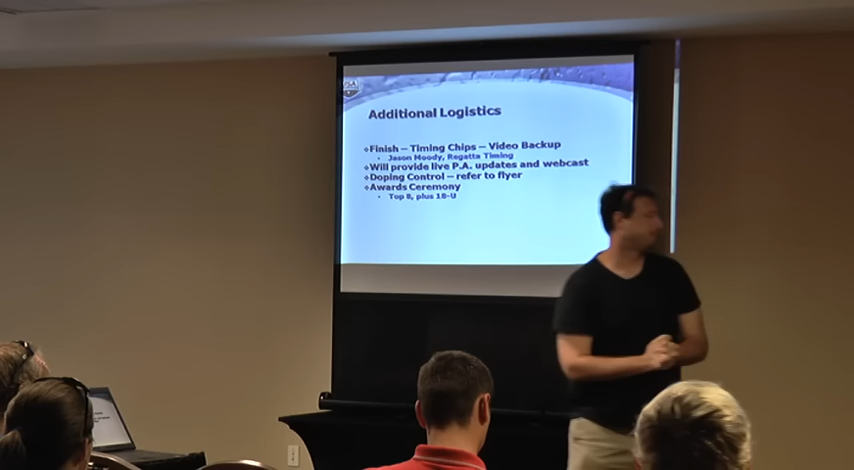 Additional Logistics
❖Finish – Timing Chips – Video Backup
• Jason Moody, Regatta Timing
❖Will provide live P.A. updates and webcast
❖Doping Control – refer to flyer
❖Awards Ceremony
• Top 8, plus 18-U